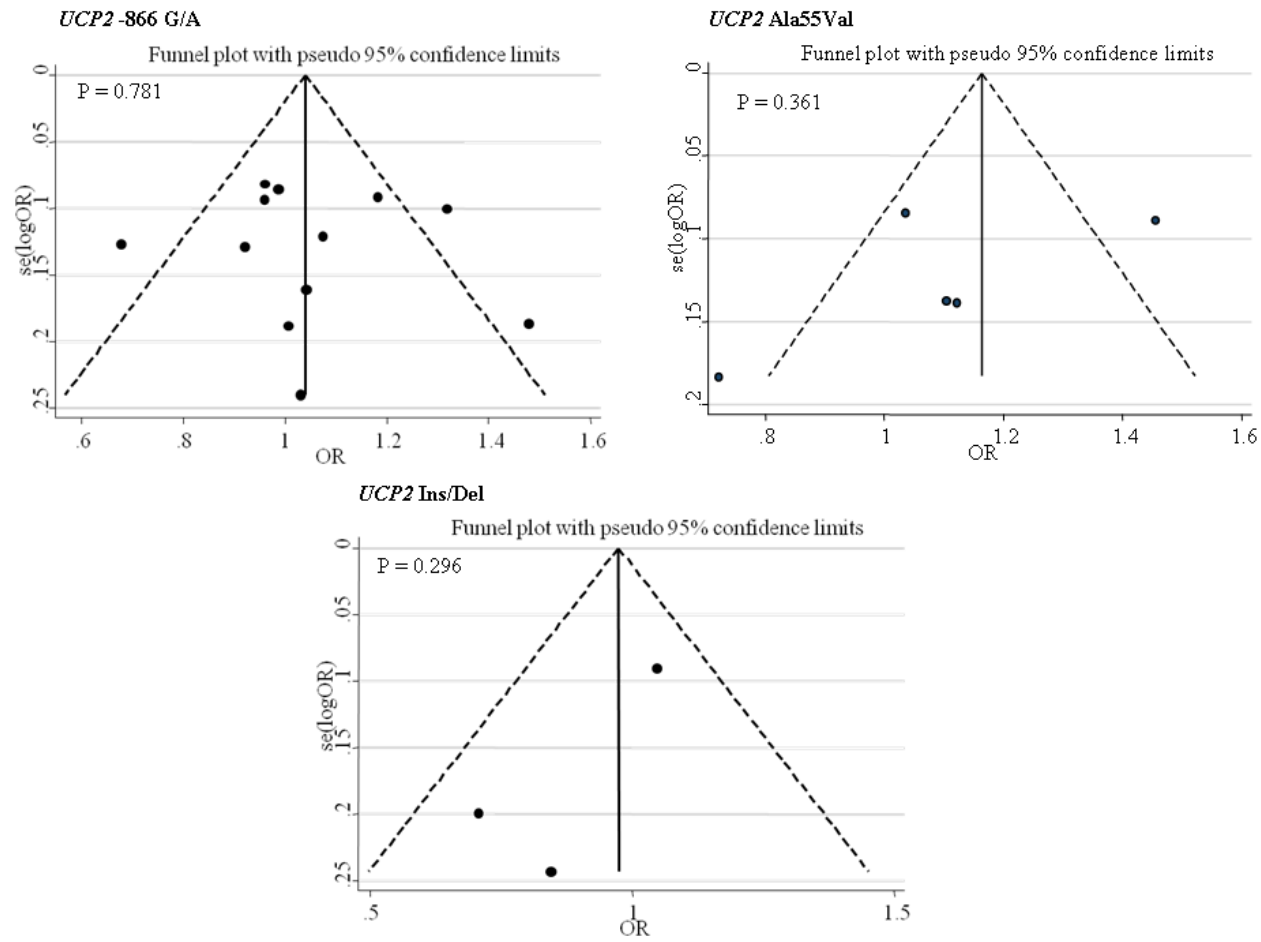 UCP2 -866 G/A
Funnel plot with pseudo 95% confidence limits
P = 0.781
0
.05
.1
.15
.2
.25
se(logOR)
.6
.8
1
1.2
1.4
1.6
OR
UCP2 Ala55Val
Funnel plot with pseudo 95% confidence limits
P = 0.361
0
.05
.1
.15
.2
se(logOR)
.8
1
1.2
1.4
1.6
OR
UCP2 Ins/Del
Funnel plot with pseudo 95% confidence limits
P = 0.296
0
.05
.1
.15
.2
.25
se(logOR)
.5
1
1.5
OR